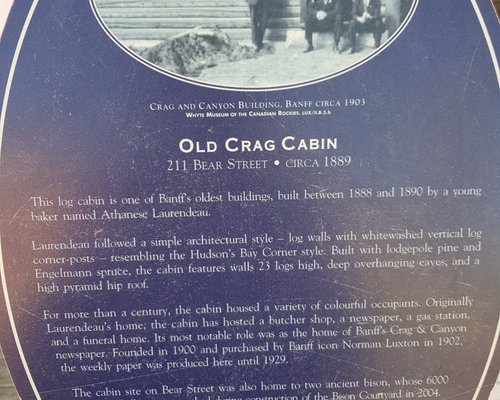 Crag and Canyon Building, Banff circa 1903
Whyte Museum of the Canadian Rockies, LUX/II.B.5.b
Old Crag Cabin
211 Bear Street • circa 1889
This log cabin is one of Banff's oldest buildings, built between 1888 and 1890 by a young
baker named Athanese Laurendeau.
Laurendeau followed a simple architectural style – log walls with whitewashed vertical log
corner-posts – resembling the Hudson's Bay Corner style. Built with lodgepole pine and
Engelmann spruce, the cabin features walls 23 logs high, deep overhanging eaves, and a
high pyramid hip roof.
For more than a century, the cabin housed a variety of colourful occupants. Originally
Laurendeau's home, the cabin has hosted a butcher shop, a newspaper, a gas station,
and a funeral home. Its most notable role was as the home of Banff's Crag & Canyon
newspaper. Founded in 1900 and purchased by Banff icon Norman Luxton in 1902,
the weekly paper was produced here until 1929.
The cabin site on Bear Street was also home to two ancient bison, whose 6000
during construction of the Bison Courtyard in 2004.